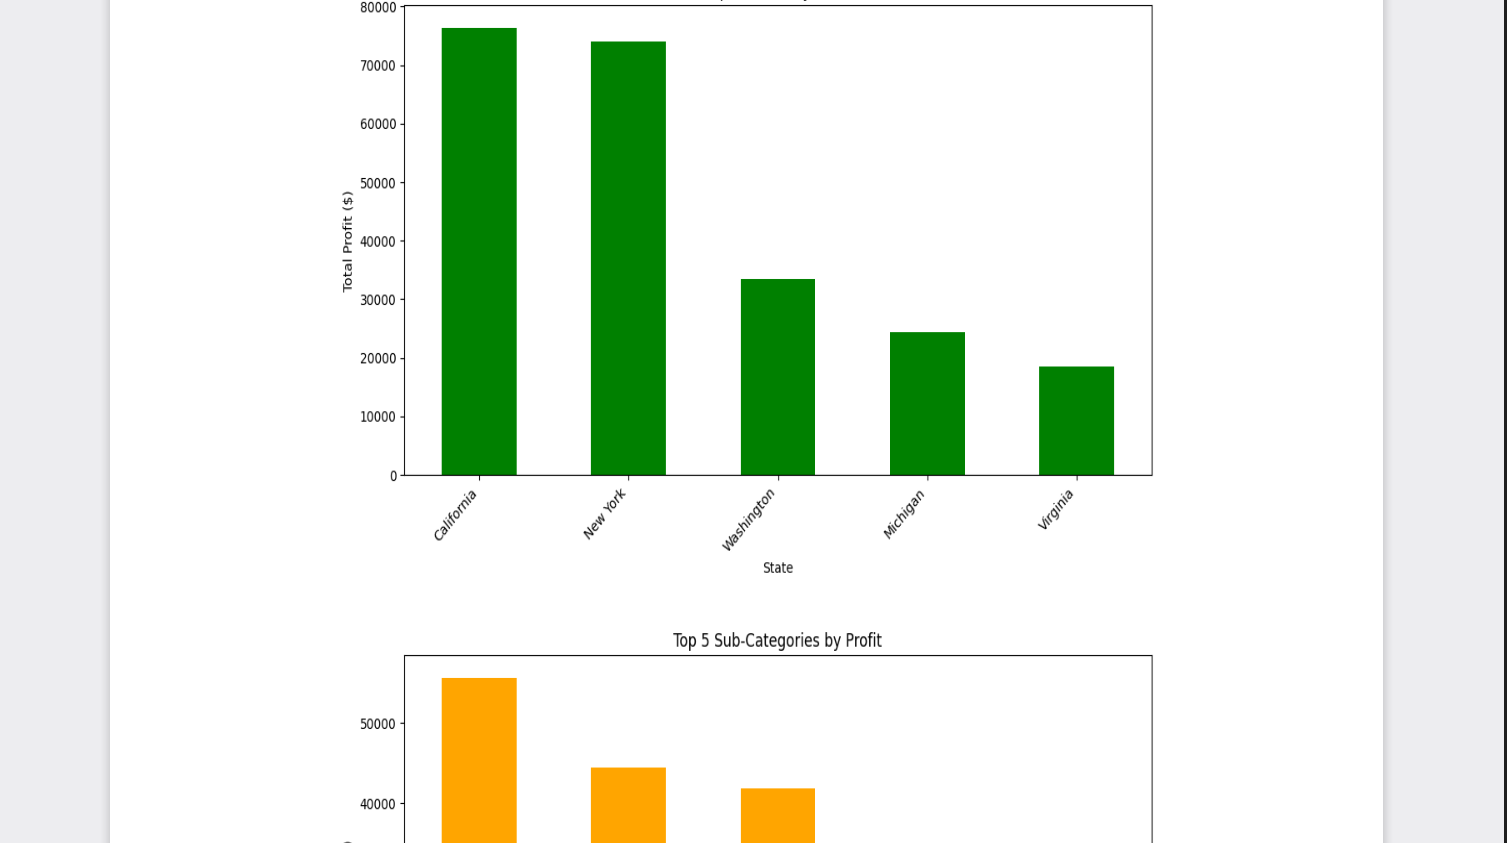 80000
70000
60000
50000
40000
30000
20000
10000
0
Total Profit ($)
California
New York
Washington
Michigan
Virginia
State
Top 5 Sub-Categories by Profit
50000
40000